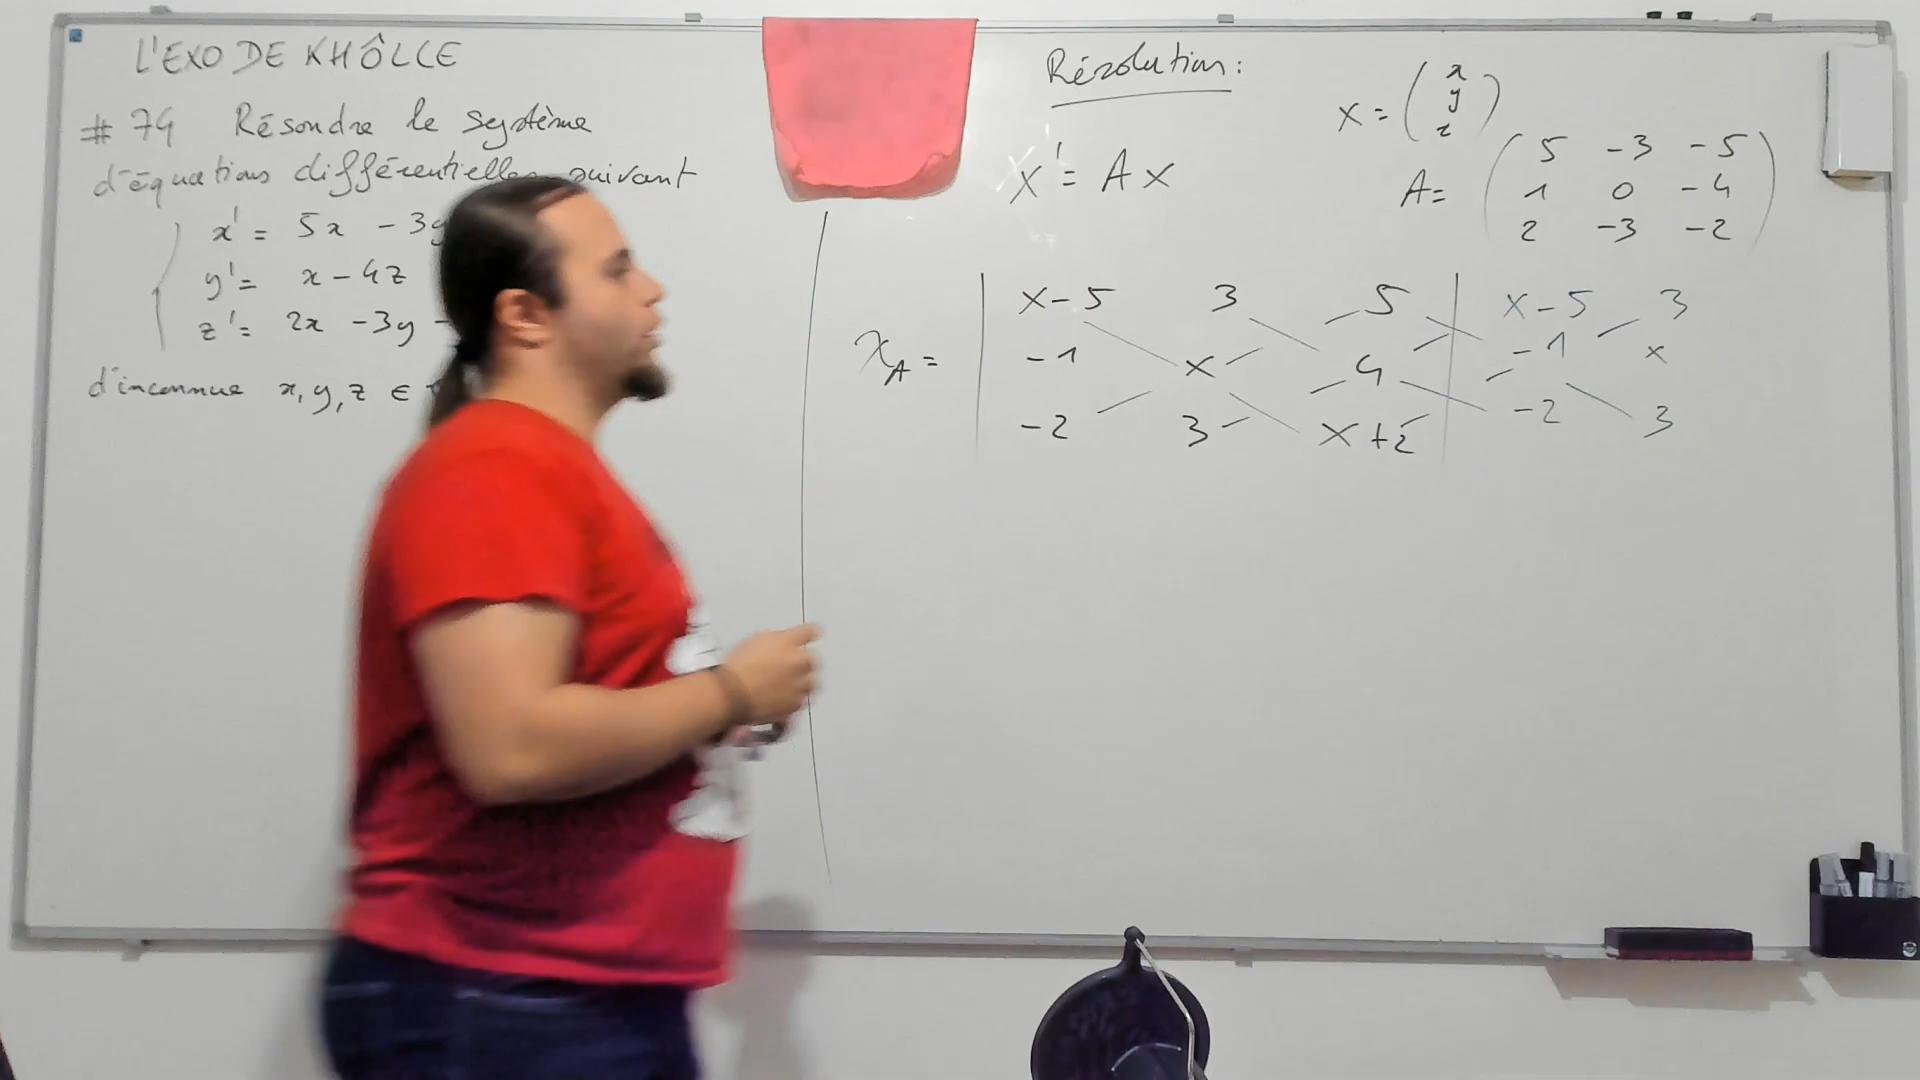 L'EXO DE KHÔLLE
# 74 Résoudre le système
d'équations différentielles suivant
x' = 5x - 3y
y' = x - 4z
z' = 2x - 3y -
d'inconnue x, y, z ∈
Résolution :
X = (x y z)
X' = AX
A = ( 5 -3 -5
1 0 -4
2 -3 -2 )
χ_A = | X-5 3 5 | X-5 3
-1 X 4 | -1 X
-2 3 X+2 | -2 3